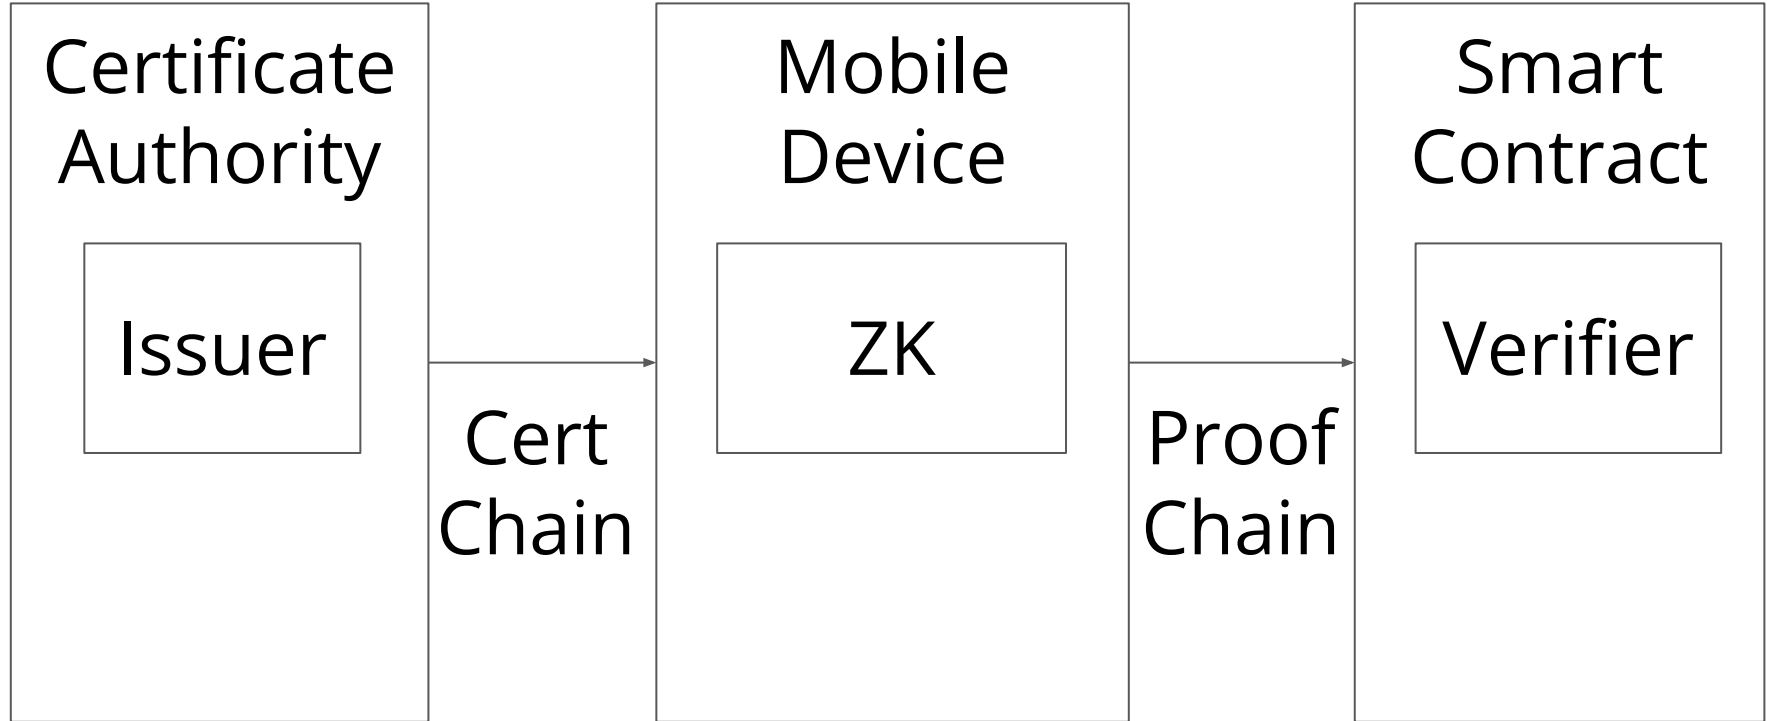 Certificate
Authority
Issuer
Cert
Chain
Mobile
Device
ZK
Proof
Chain
Smart
Contract
Verifier